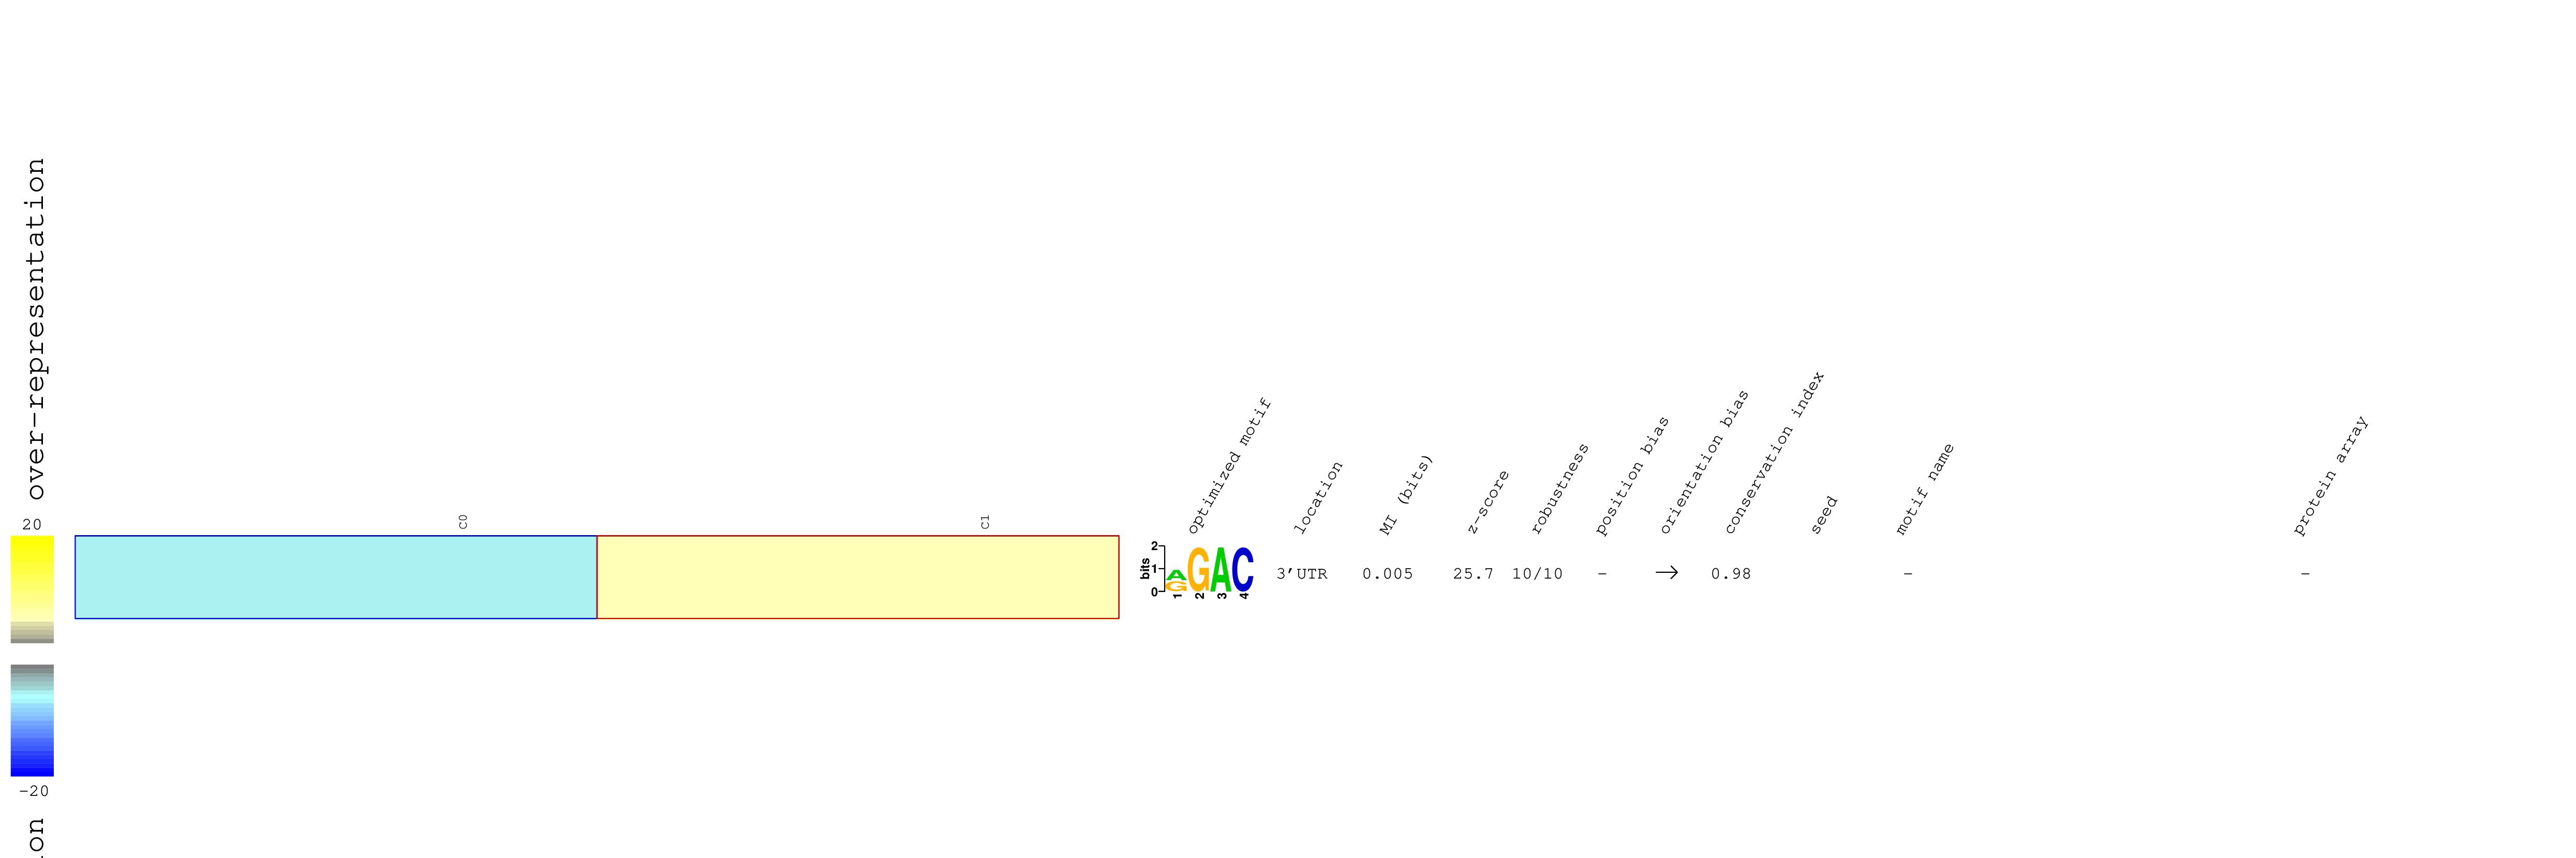 over-representation
20
-20
on
C0
C1
optimized motif
location
MI (bits)
z-score
robustness
position bias
orientation bias
conservation index
seed
motif name
protein array
bits
2
1
0
AGGAC
1 2 3 4
3'UTR 0.005 25.7 10/10 - → 0.98 - -